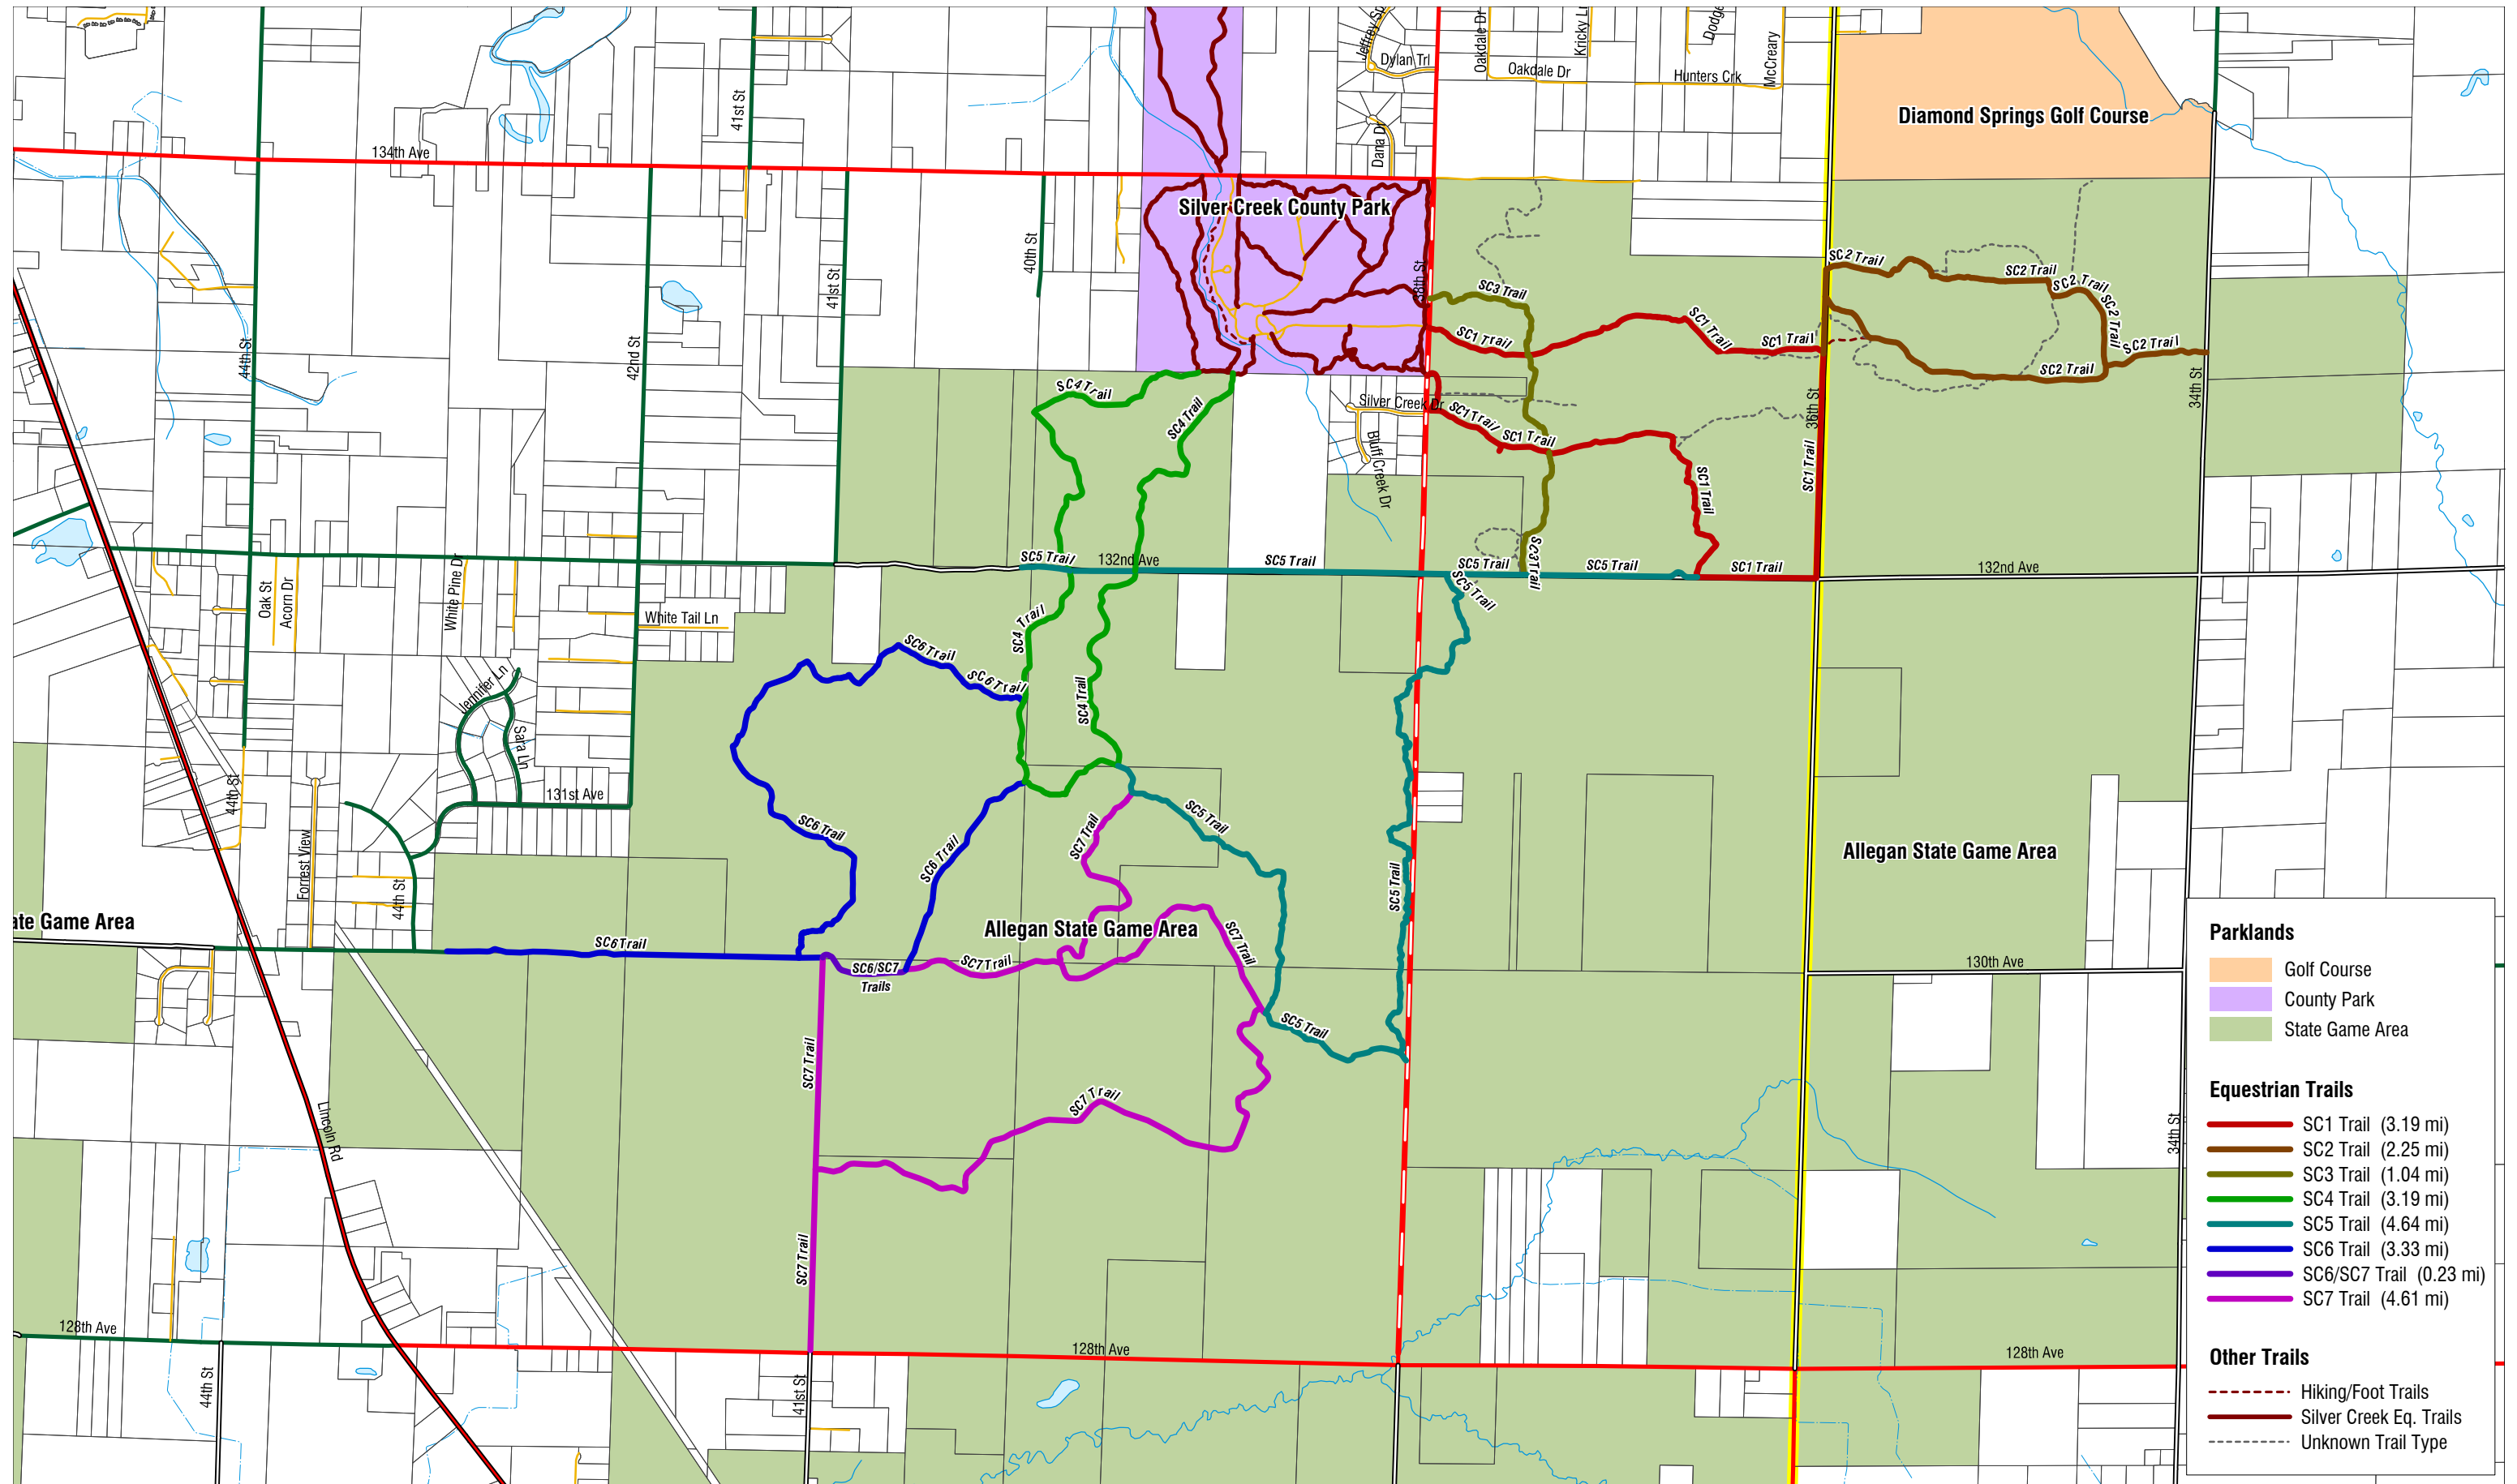 Jeffrey Sp
Dylan Trl
Oakdale Dr
Oakdale Dr
Kricky Ln
Dodge
McCreary
Hunters Crk
Diamond Springs Golf Course
41st St
134th Ave
Dana Dr
Silver Creek County Park
40th St
38th St
41st St
44th St
42nd St
SC3 Trail
SC1 Trail
SC1 Trail
SC1 Trail
SC2 Trail
SC2 Trail
SC2 Trail
SC2 Trail
SC2 Trail
SC2 Trail
34th St
36th St
SC4 Trail
SC4 Trail
Silver Creek Dr
Bluff Creek Dr
SC1 Trail
SC1 Trail
SC1 Trail
SC1 Trail
SC5 Trail
132nd Ave
SC5 Trail
SC5 Trail
SC5 Trail
SC3 Trail
SC5 Trail
SC1 Trail
132nd Ave
Oak St
Acorn Dr
White Pine Dr
White Tail Ln
Jennifer Ln
Sara Ln
131st Ave
44th St
Forrest View
44th St
SC4 Trail
SC4 Trail
SC6 Trail
SC6 Trail
SC6 Trail
SC6 Trail
SC7 Trail
SC5 Trail
SC5 Trail
Allegan State Game Area
ate Game Area
Allegan State Game Area
SC6 Trail
SC6/SC7
Trails
SC7 Trail
SC7 Trail
SC5 Trail
130th Ave
SC7 Trail
SC7 Trail
SC7 Trail
Lincoln Rd
34th St
128th Ave
128th Ave
128th Ave
44th St
41st St
Parklands
Golf Course
County Park
State Game Area
Equestrian Trails
SC1 Trail (3.19 mi)
SC2 Trail (2.25 mi)
SC3 Trail (1.04 mi)
SC4 Trail (3.19 mi)
SC5 Trail (4.64 mi)
SC6 Trail (3.33 mi)
SC6/SC7 Trail (0.23 mi)
SC7 Trail (4.61 mi)
Other Trails
Hiking/Foot Trails
Silver Creek Eq. Trails
Unknown Trail Type